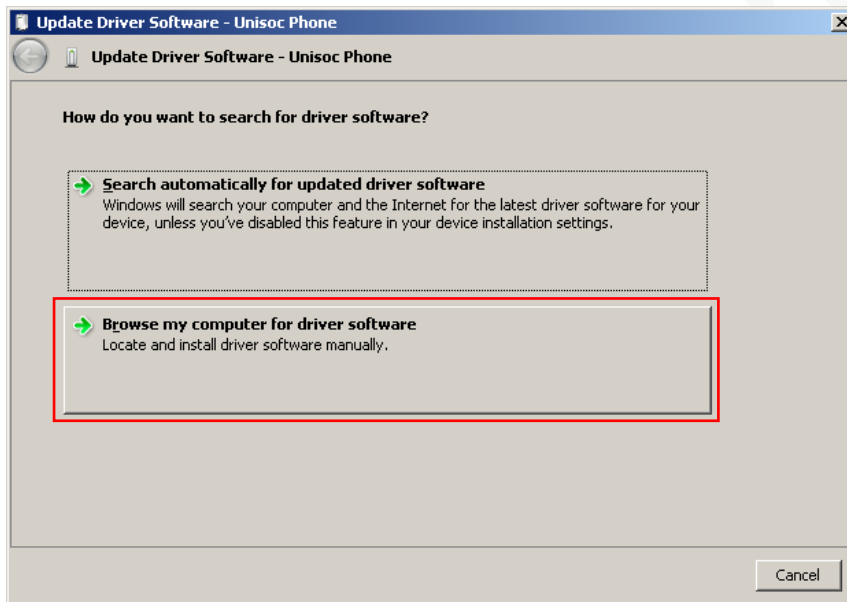 Update Driver Software - Unisoc Phone
Update Driver Software - Unisoc Phone
How do you want to search for driver software?
Search automatically for updated driver software
Windows will search your computer and the Internet for the latest driver software for your
device, unless you've disabled this feature in your device installation settings.
Browse my computer for driver software
Locate and install driver software manually.
Cancel